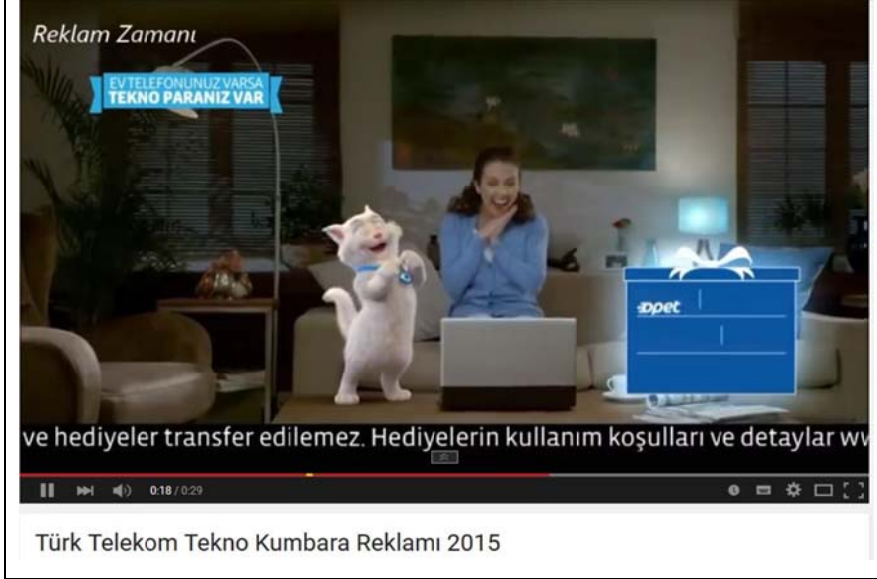 Reklam Zamanı
EV TELEFONUNUZ VARSA
TEKNO PARANIZ VAR
opet
ve hediyeler transfer edilemez. Hediyelerin kullanım koşulları ve detaylar ww
0:18 / 0:29
Türk Telekom Tekno Kumbara Reklamı 2015